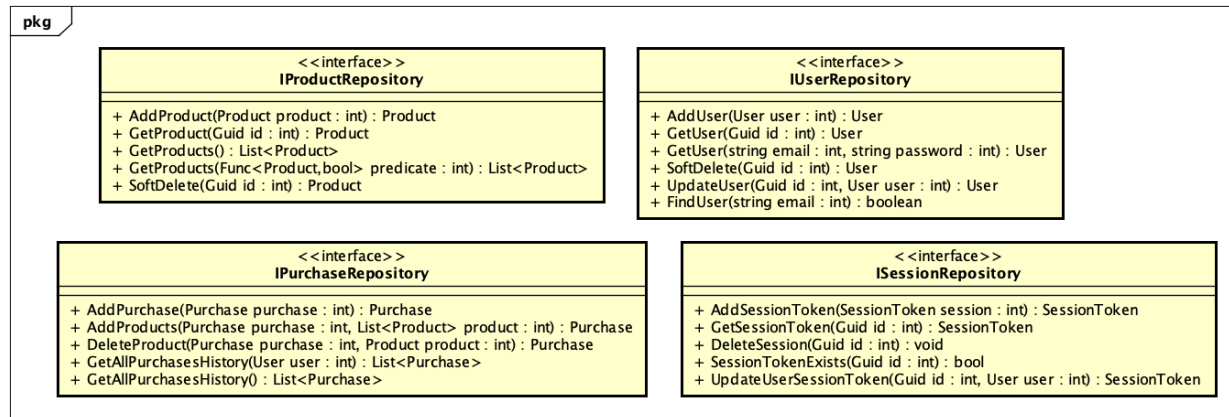 pkg
<<interface>>
IProductRepository
+ AddProduct(Product product : int) : Product
+ GetProduct(Guid id : int) : Product
+ GetProducts() : List<Product>
+ GetProducts(Func<Product,bool> predicate : int) : List<Product>
+ SoftDelete(Guid id : int) : Product
<<interface>>
IUserRepository
+ AddUser(User user : int) : User
+ GetUser(Guid id : int) : User
+ GetUser(string email : int, string password : int) : User
+ SoftDelete(Guid id : int) : User
+ UpdateUser(Guid id : int, User user : int) : User
+ FindUser(string email : int) : boolean
<<interface>>
IPurchaseRepository
+ AddPurchase(Purchase purchase : int) : Purchase
+ AddProducts(Purchase purchase : int, List<Product> product : int) : Purchase
+ DeleteProduct(Purchase purchase : int, Product product : int) : Purchase
+ GetAllPurchasesHistory(User user : int) : List<Purchase>
+ GetAllPurchasesHistory() : List<Purchase>
<<interface>>
ISessionRepository
+ AddSessionToken(SessionToken session : int) : SessionToken
+ GetSessionToken(Guid id : int) : SessionToken
+ DeleteSession(Guid id : int) : void
+ SessionTokenExists(Guid id : int) : bool
+ UpdateUserSessionToken(Guid id : int, User user : int) : SessionToken